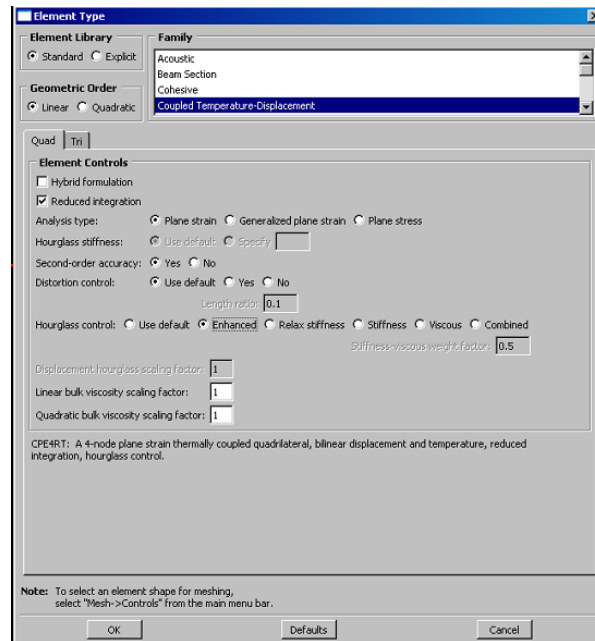 Element Type
Element Library
Standard Explicit
Geometric Order
Linear Quadratic
Family
Acoustic
Beam Section
Cohesive
Coupled Temperature-Displacement
Quad Tri
Element Controls
Hybrid formulation
Reduced integration
Analysis type: Plane strain Generalized plane strain Plane stress
Hourglass stiffness: Use default Specify
Second-order accuracy: Yes No
Distortion control: Use default Yes No
Length ratio: 0.1
Hourglass control: Use default Enhanced Relax stiffness Stiffness Viscous Combined
Stiffness-viscous weight factor: 0.5
Displacement hourglass scaling factor: 1
Linear bulk viscosity scaling factor: 1
Quadratic bulk viscosity scaling factor: 1
CPE4RT: A 4-node plane strain thermally coupled quadrilateral, bilinear displacement and temperature, reduced
integration, hourglass control.
Note: To select an element shape for meshing,
select "Mesh->Controls" from the main menu bar.
OK Defaults Cancel